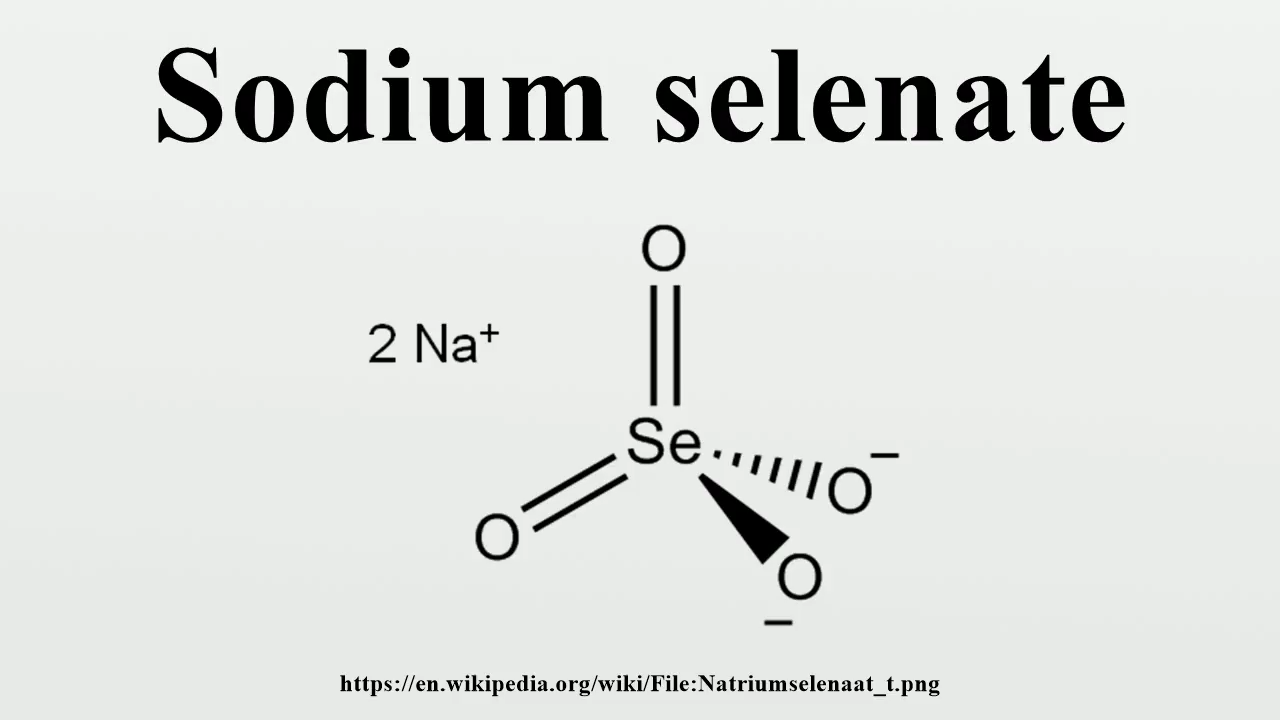 Sodium selenate
O
2 Na⁺
Se
O⁻
O
O
⁻
https://en.wikipedia.org/wiki/File:Natriumselenaat_t.png